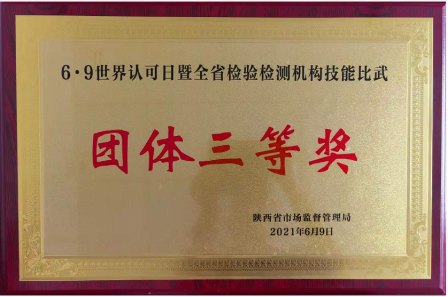 6·9世界认可日暨全省检验检测机构技能比武
团体三等奖
陕西省市场监督管理局
2021年6月9日